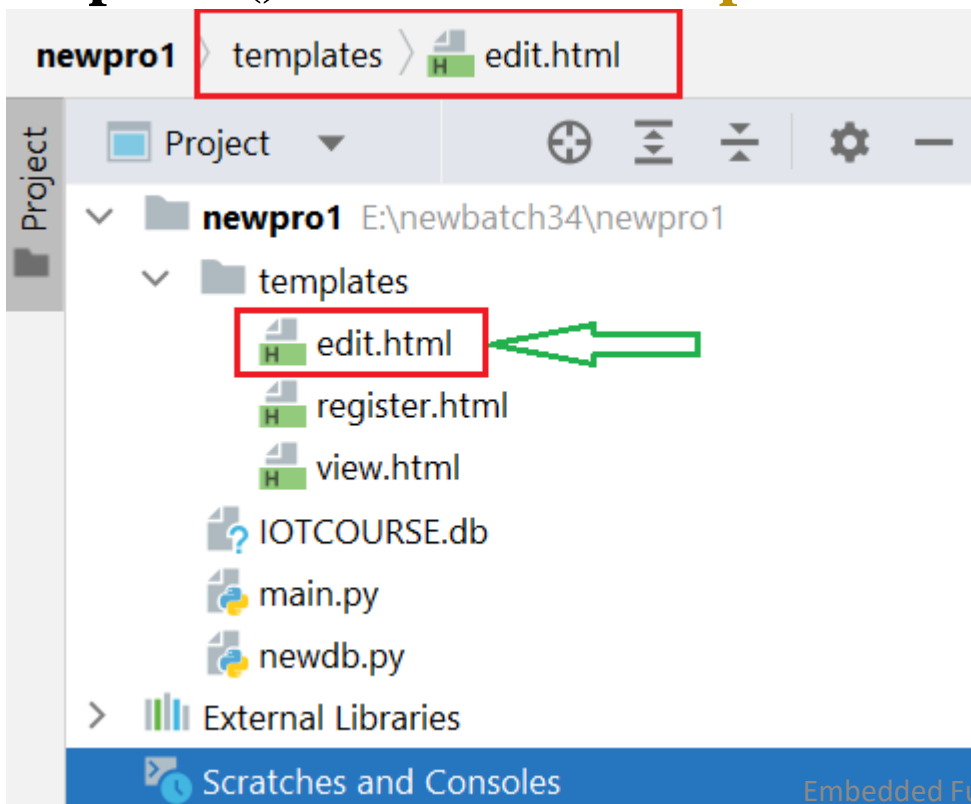 newpro1 〉 templates 〉 edit.html
Project
Project
newpro1 E:\newbatch34\newpro1
templates
edit.html
register.html
view.html
IOTCOURSE.db
main.py
newdb.py
External Libraries
Scratches and Consoles
Embedded